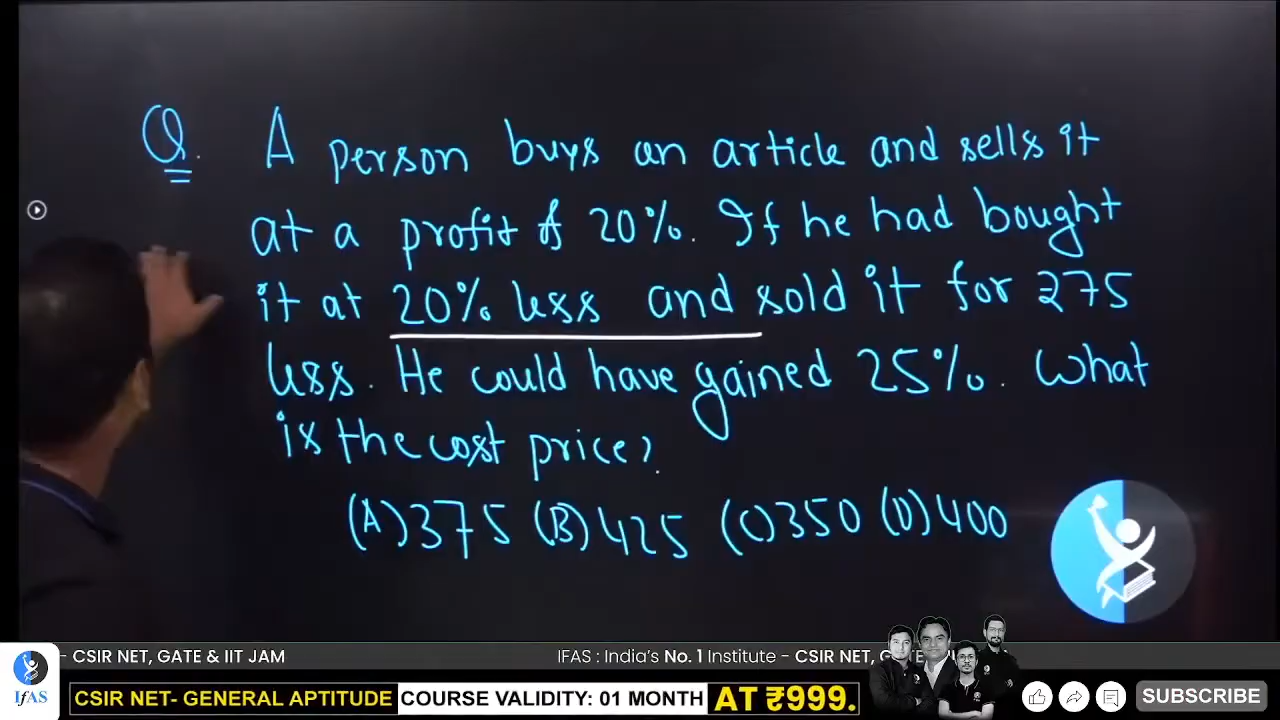 Q. A person buys an article and sells it
at a profit of 20%. If he had bought
it at 20% less and sold it for ₹75
less. He could have gained 25%. What
is the cost price?
(A) 375 (B) 425 (C) 350 (D) 400
- CSIR NET, GATE & IIT JAM
IFAS : India's No. 1 Institute - CSIR NET, G
IFAS
CSIR NET- GENERAL APTITUDE COURSE VALIDITY: 01 MONTH AT ₹999.
SUBSCRIBE